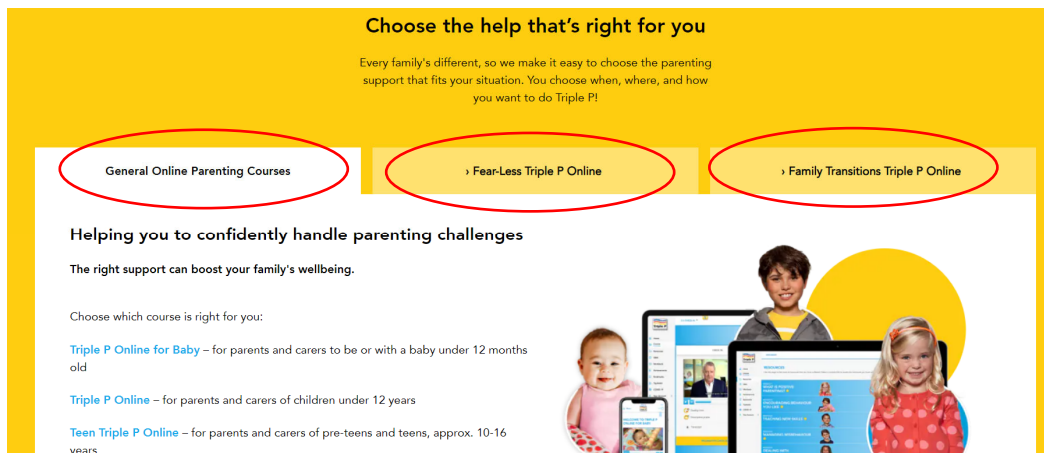 Choose the help that's right for you
Every family's different, so we make it easy to choose the parenting
support that fits your situation. You choose when, where, and how
you want to do Triple P!
General Online Parenting Courses
› Fear-Less Triple P Online
› Family Transitions Triple P Online
Helping you to confidently handle parenting challenges
The right support can boost your family's wellbeing.
Choose which course is right for you:
Triple P Online for Baby – for parents and carers to be or with a baby under 12 months
old
Triple P Online – for parents and carers of children under 12 years
Teen Triple P Online – for parents and carers of pre-teens and teens, approx. 10-16
years